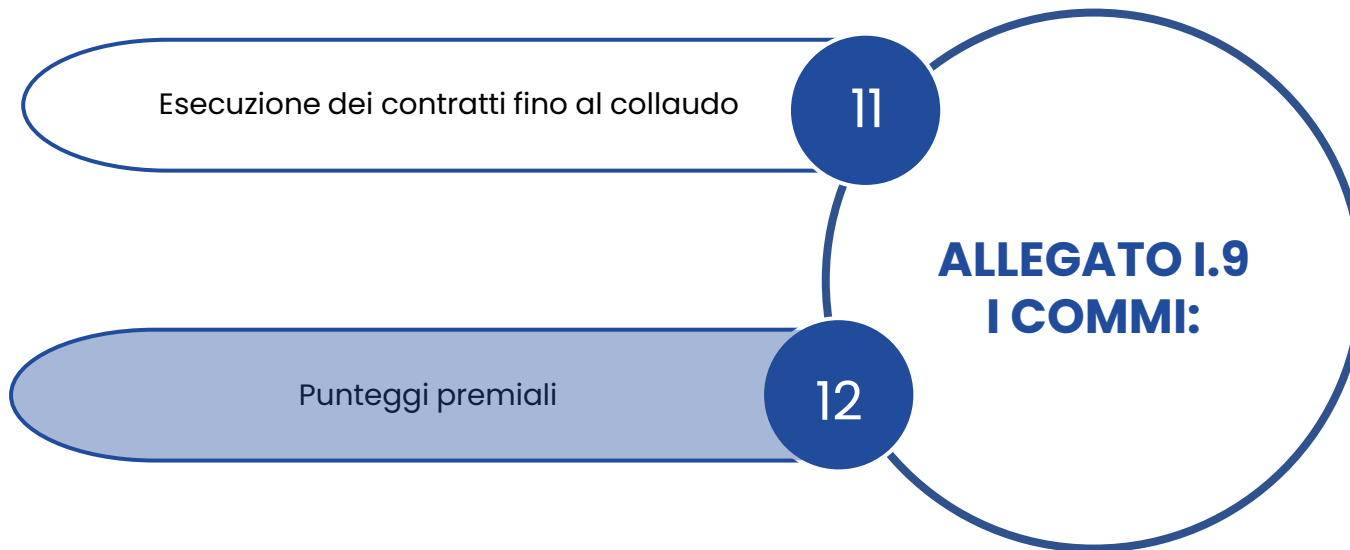 Esecuzione dei contratti fino al collaudo
11
ALLEGATO I.9
I COMMI:
Punteggi premiali
12